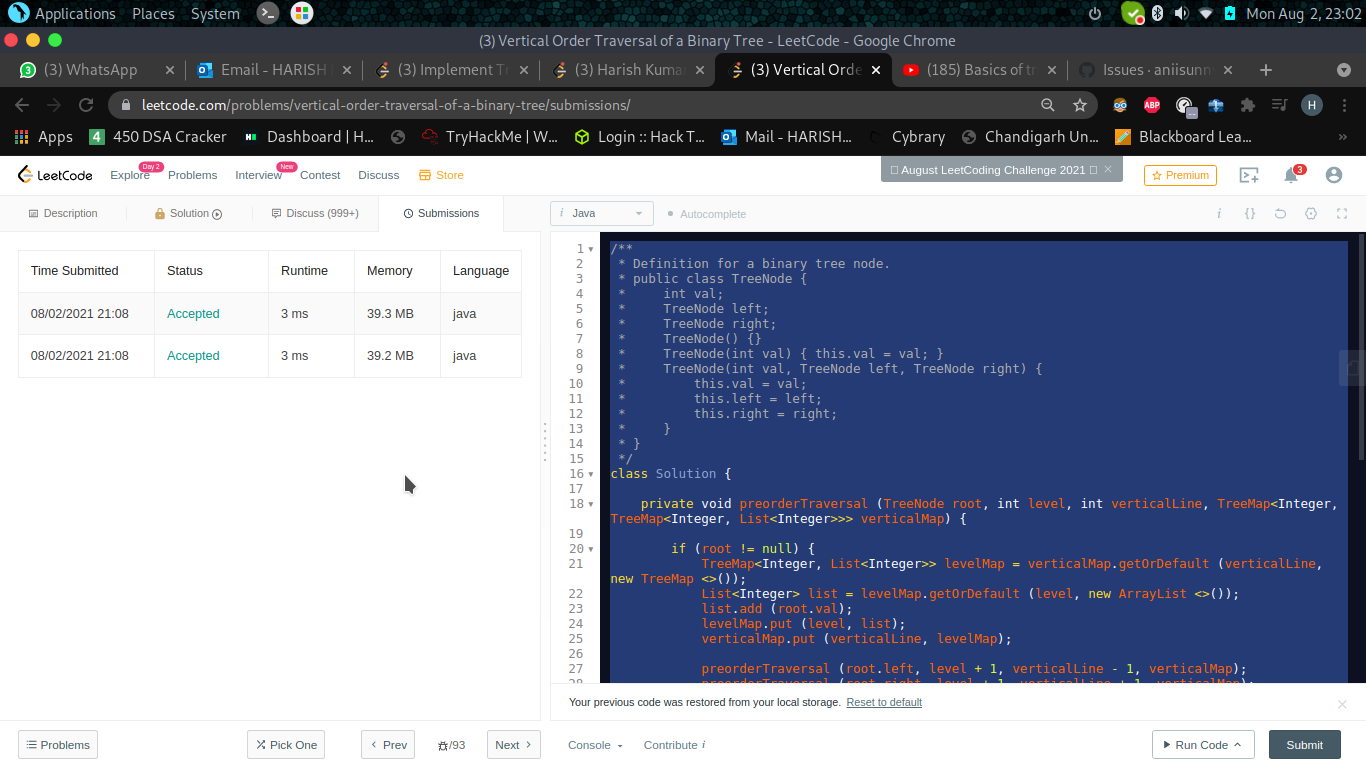 Applications Places System Mon Aug 2, 23:02
(3) Vertical Order Traversal of a Binary Tree - LeetCode - Google Chrome
(3) WhatsApp Email - HARISH (3) Implement T (3) Harish Kuma (3) Vertical Orde (185) Basics of tr Issues · aniisunn
leetcode.com/problems/vertical-order-traversal-of-a-binary-tree/submissions/ ABP H
Apps 450 DSA Cracker Dashboard | H... TryHackMe | W... Login :: Hack T... Mail - HARISH... Cybrary Chandigarh Un... Blackboard Lea... »
LeetCode Explore Day 2 Problems Interview New Contest Discuss Store August LeetCoding Challenge 2021 Premium 3
Description Solution Discuss (999+) Submissions i Java Autocomplete
Time Submitted Status Runtime Memory Language
08/02/2021 21:08 Accepted 3 ms 39.3 MB java
08/02/2021 21:08 Accepted 3 ms 39.2 MB java
1 /**
2 * Definition for a binary tree node.
3 * public class TreeNode {
4 * int val;
5 * TreeNode left;
6 * TreeNode right;
7 * TreeNode() {}
8 * TreeNode(int val) { this.val = val; }
9 * TreeNode(int val, TreeNode left, TreeNode right) {
10 * this.val = val;
11 * this.left = left;
12 * this.right = right;
13 * }
14 * }
15 */
16 class Solution {
17
18 private void preorderTraversal (TreeNode root, int level, int verticalLine, TreeMap<Integer,
TreeMap<Integer, List<Integer>>> verticalMap) {
19
20 if (root != null) {
21 TreeMap<Integer, List<Integer>> levelMap = verticalMap.getOrDefault (verticalLine,
new TreeMap <>());
22 List<Integer> list = levelMap.getOrDefault (level, new ArrayList <>());
23 list.add (root.val);
24 levelMap.put (level, list);
25 verticalMap.put (verticalLine, levelMap);
26
27 preorderTraversal (root.left, level + 1, verticalLine - 1, verticalMap);
28 preorderTraversal (root.right, level + 1, verticalLine + 1, verticalMap);
Your previous code was restored from your local storage. Reset to default
Problems Pick One Prev /93 Next Console Contribute i Run Code Submit